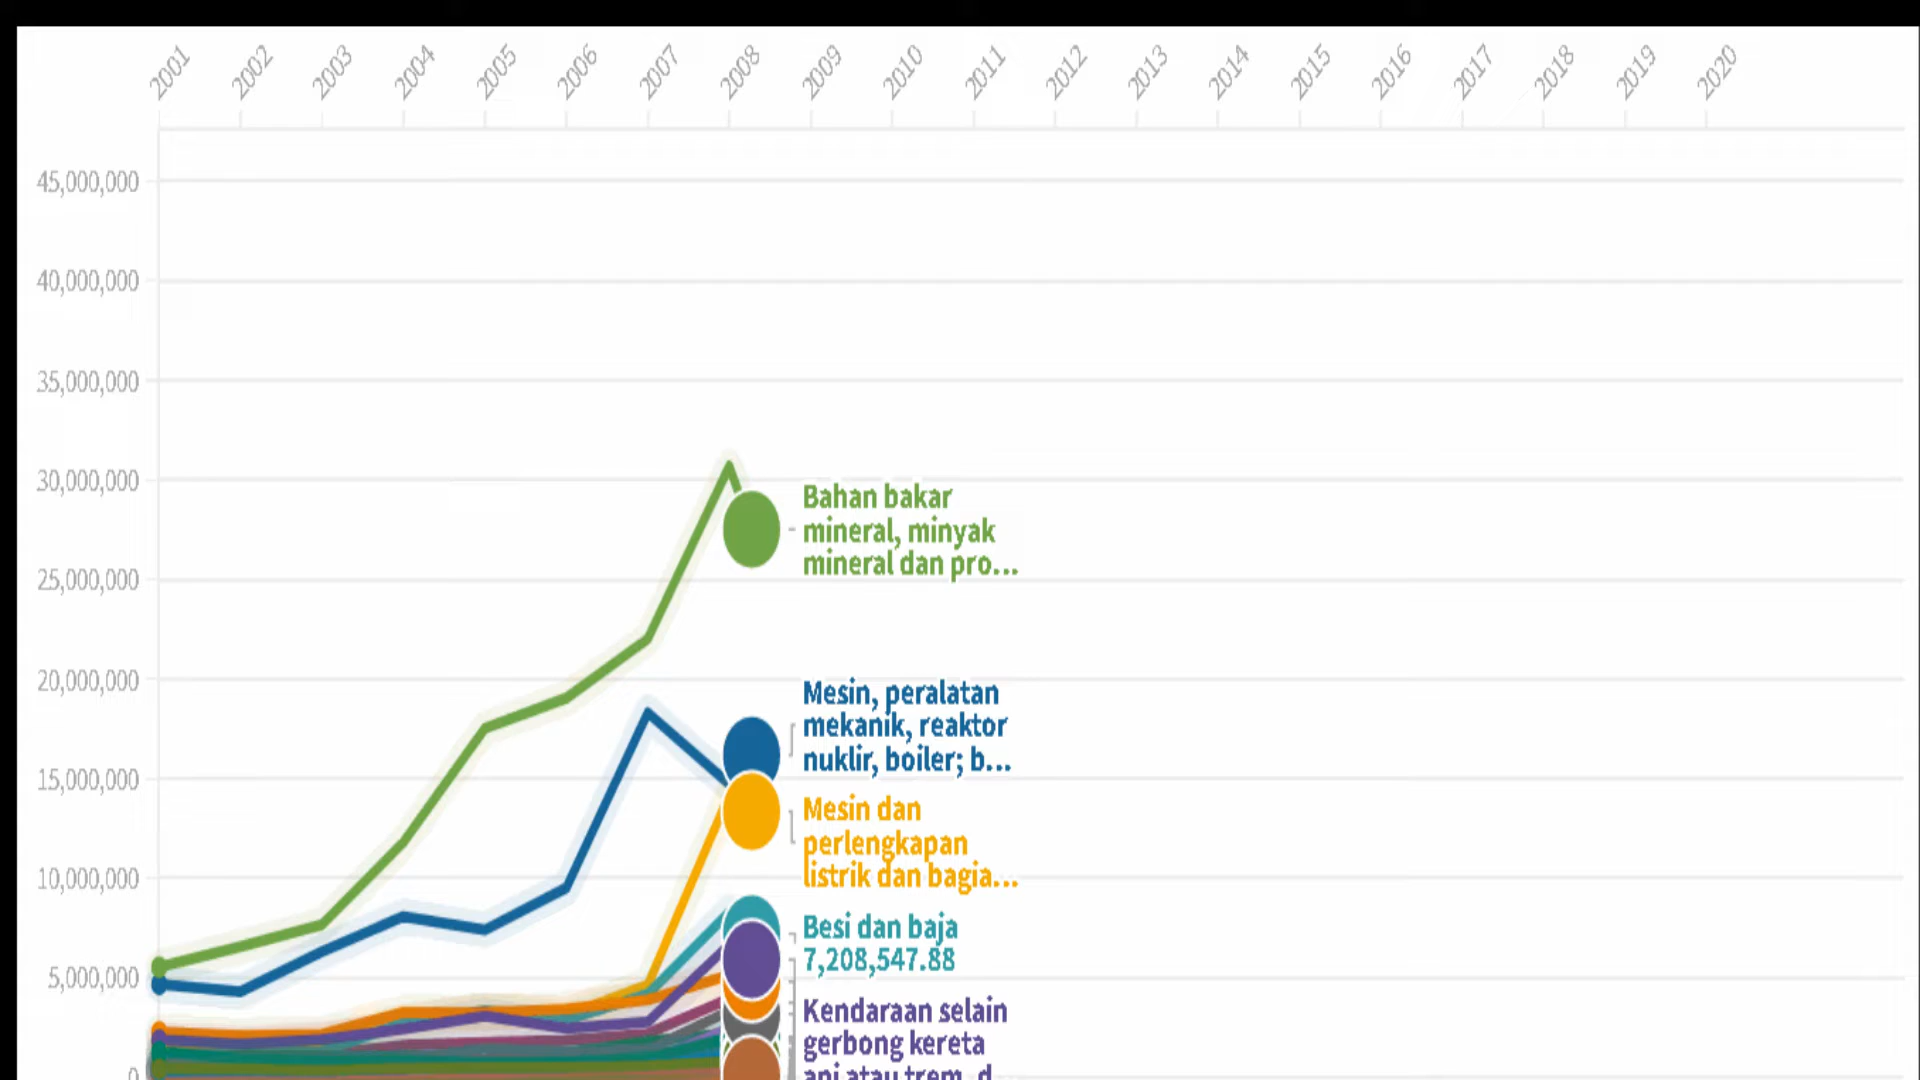 2001 2002 2003 2004 2005 2006 2007 2008 2009 2010 2011 2012 2013 2014 2015 2016 2017 2018 2019 2020
45,000,000
40,000,000
35,000,000
30,000,000
25,000,000
20,000,000
15,000,000
10,000,000
5,000,000
0
Bahan bakar
mineral, minyak
mineral dan pro...
Mesin, peralatan
mekanik, reaktor
nuklir, boiler; b...
Mesin dan
perlengkapan
listrik dan bagia...
Besi dan baja
7,208,547.88
Kendaraan selain
gerbong kereta
api atau trem, d...